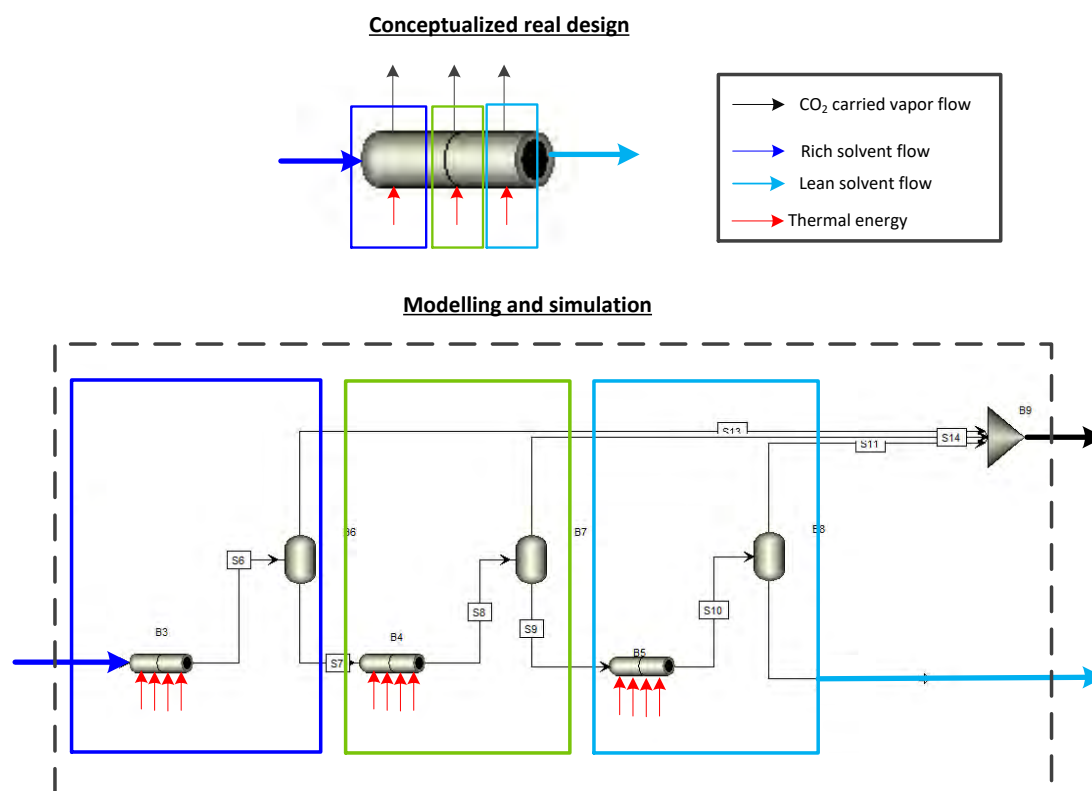 Conceptualized real design
CO₂ carried vapor flow
Rich solvent flow
Lean solvent flow
Thermal energy
Modelling and simulation
B9
S13
S14
S11
B6
B7
B8
S6
S8
S10
S9
B3
S7
B4
B5